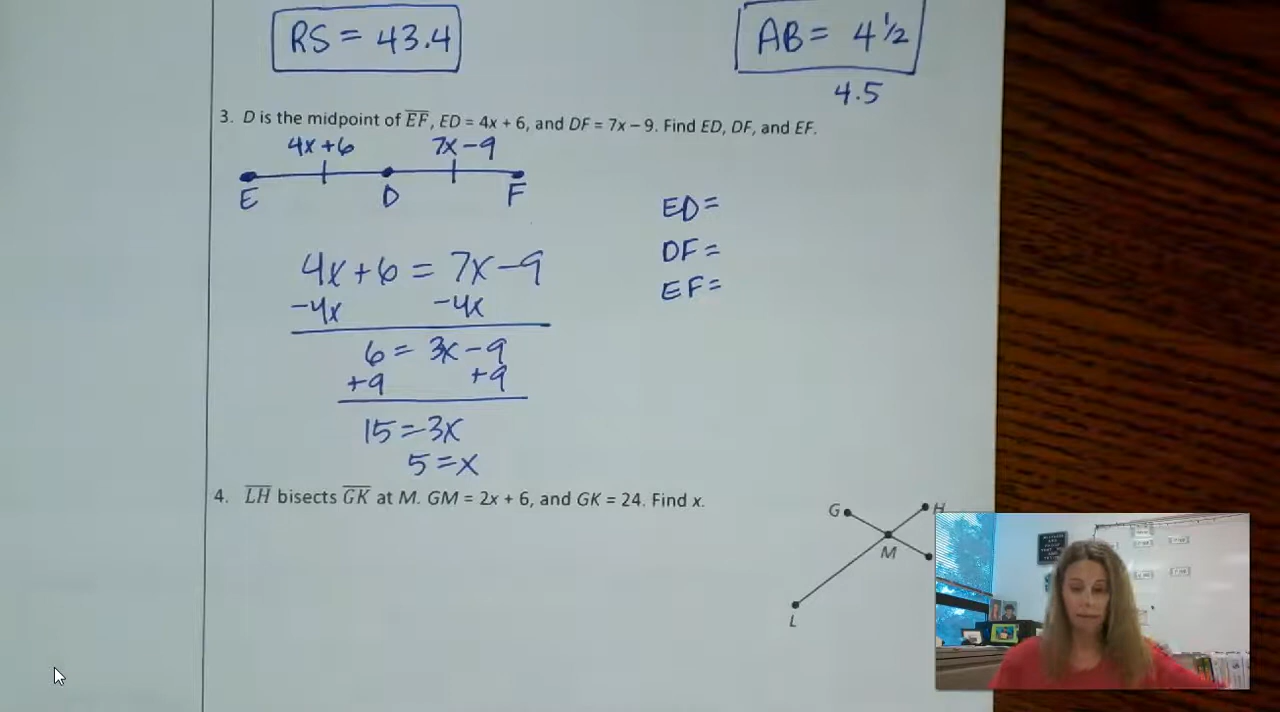 RS = 43.4
AB = 4 1/2
4.5
3. D is the midpoint of EF, ED = 4x + 6, and DF = 7x – 9. Find ED, DF, and EF.
4x+6 7x-9
E D F
ED=
DF=
EF=
4x+6 = 7x-9
-4x -4x
6 = 3x-9
+9 +9
15=3x
5=x
4. LH bisects GK at M. GM = 2x + 6, and GK = 24. Find x.
G H
M
L